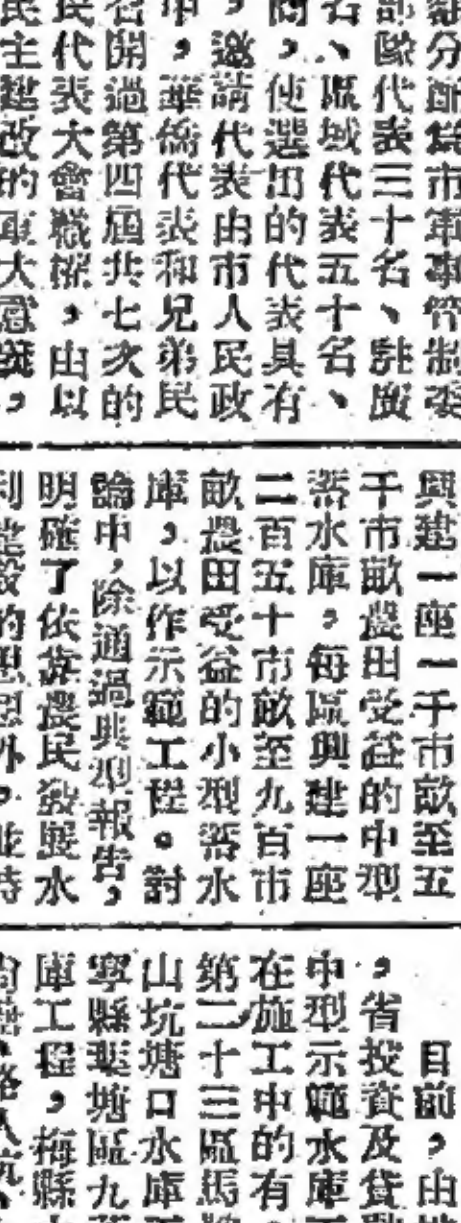 分配給市軍事管制委
部隊代表三十名、駐廣
名、區域代表五十名、
間，使選出的代表具有
，邀請代表由市人民政
中，華僑代表和兄弟民
名開過第四屆共七次的
民代表大會職權，由以
民主建政的重大意義，
興建一座一千市畝至五
千市畝農田受益的中型
蓄水庫，每區興建一座
二百五十市畝至九百市
畝農田受益的小型蓄水
庫，以作示範工程。對
論中，除通過典型報告，
明確了依靠農民發展水
利建設的思想外，並特
目前，由
，省投資及貸
中型示範水庫
在施工中的有
第二十三區馬
山坑塘口水庫
寧縣塘區九
庫工程，梅縣